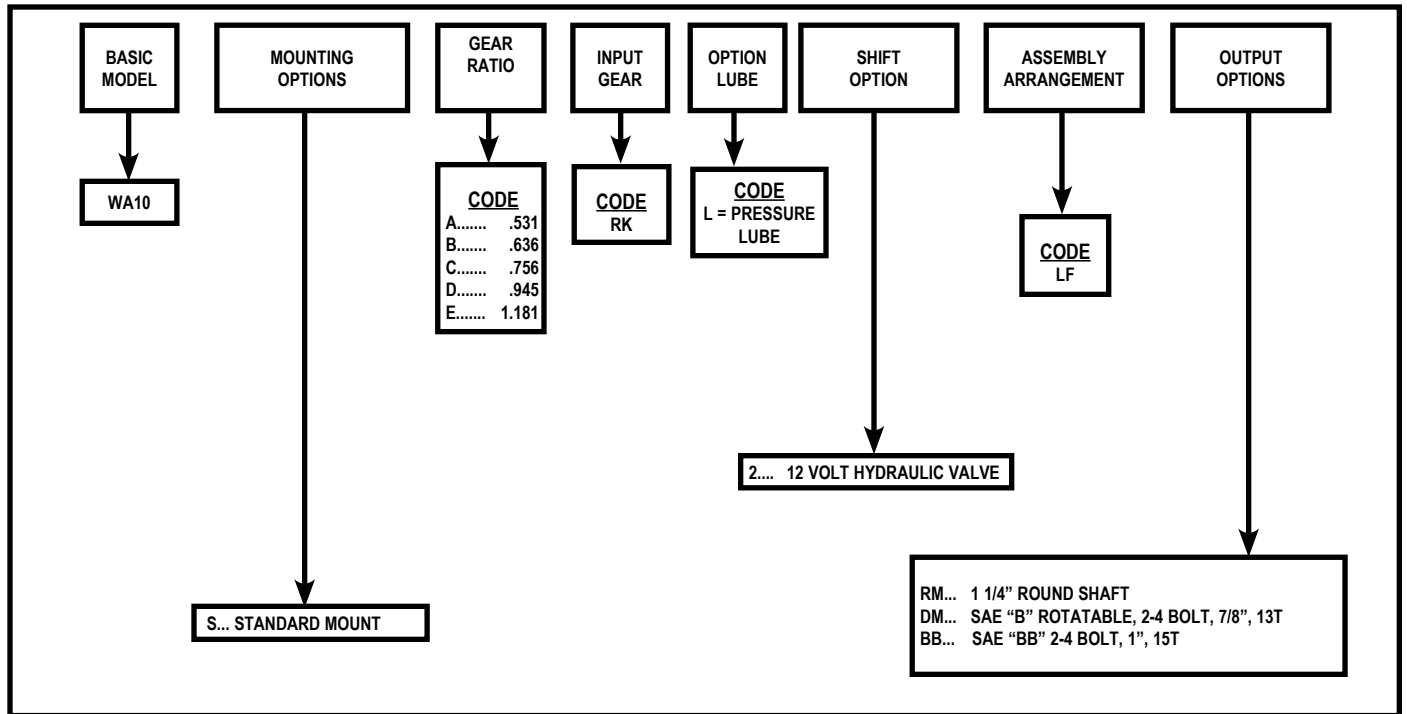 BASIC
MODEL
MOUNTING
OPTIONS
GEAR
RATIO
INPUT
GEAR
OPTION
LUBE
SHIFT
OPTION
ASSEMBLY
ARRANGEMENT
OUTPUT
OPTIONS
WA10
CODE
A....... .531
B....... .636
C....... .756
D....... .945
E....... 1.181
CODE
RK
CODE
L = PRESSURE
LUBE
CODE
LF
2.... 12 VOLT HYDRAULIC VALVE
S... STANDARD MOUNT
RM... 1 1/4” ROUND SHAFT
DM... SAE “B” ROTATABLE, 2-4 BOLT, 7/8”, 13T
BB... SAE “BB” 2-4 BOLT, 1”, 15T